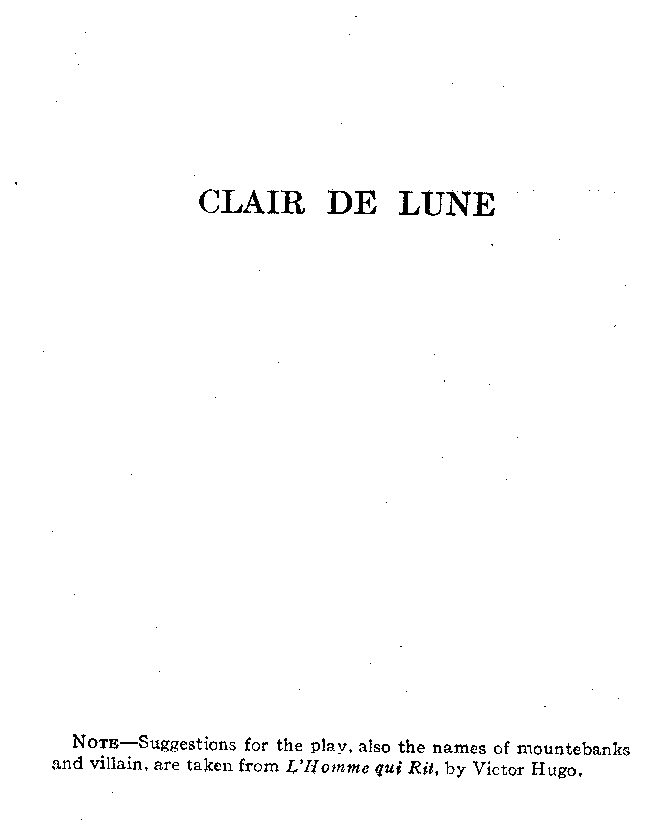 CLAIR DE LUNE
NOTE—Suggestions for the play, also the names of mountebanks
and villain, are taken from L'Homme qui Rit, by Victor Hugo.